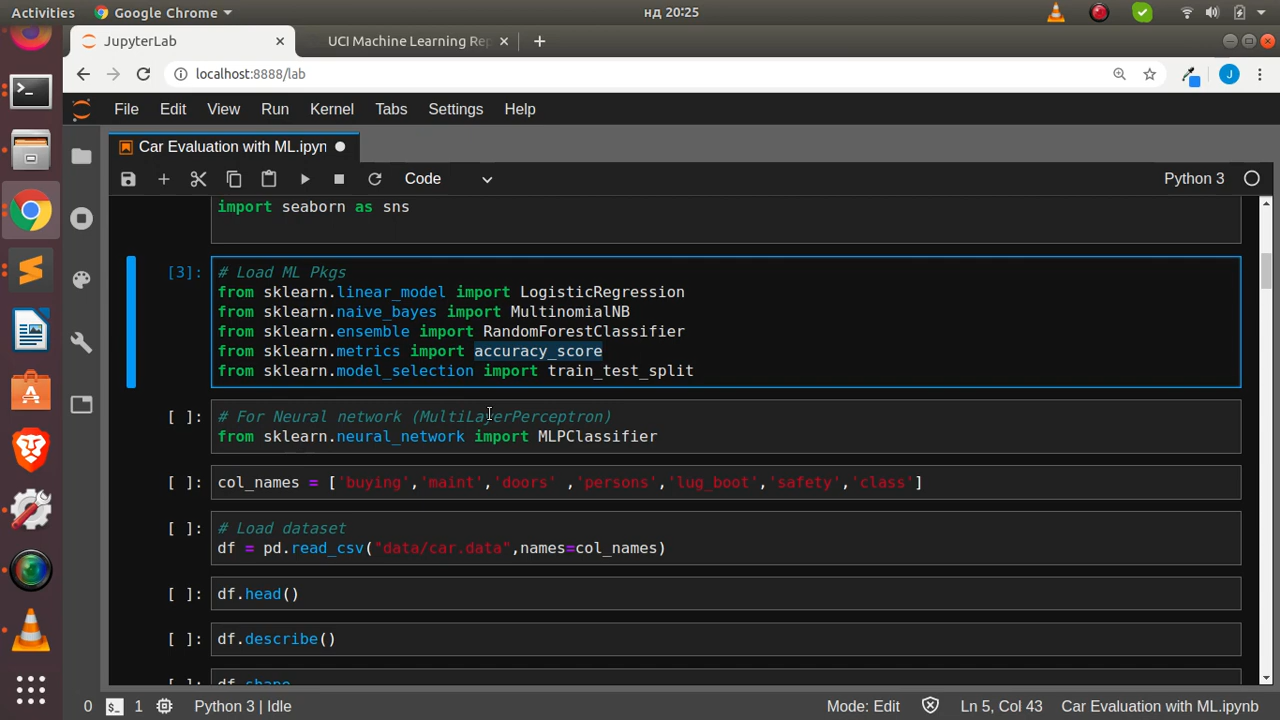 Activities
Google Chrome
нд 20:25
JupyterLab
UCI Machine Learning Rep
localhost:8888/lab
J
File Edit View Run Kernel Tabs Settings Help
Car Evaluation with ML.ipyn
Code
Python 3
import seaborn as sns
[3]: # Load ML Pkgs
from sklearn.linear_model import LogisticRegression
from sklearn.naive_bayes import MultinomialNB
from sklearn.ensemble import RandomForestClassifier
from sklearn.metrics import accuracy_score
from sklearn.model_selection import train_test_split
[ ]: # For Neural network (MultiLayerPerceptron)
from sklearn.neural_network import MLPClassifier
[ ]: col_names = ['buying','maint','doors' ,'persons','lug_boot','safety','class']
[ ]: # Load dataset
df = pd.read_csv("data/car.data",names=col_names)
[ ]: df.head()
[ ]: df.describe()
df.shape
0 1 Python 3 | Idle Mode: Edit Ln 5, Col 43 Car Evaluation with ML.ipynb